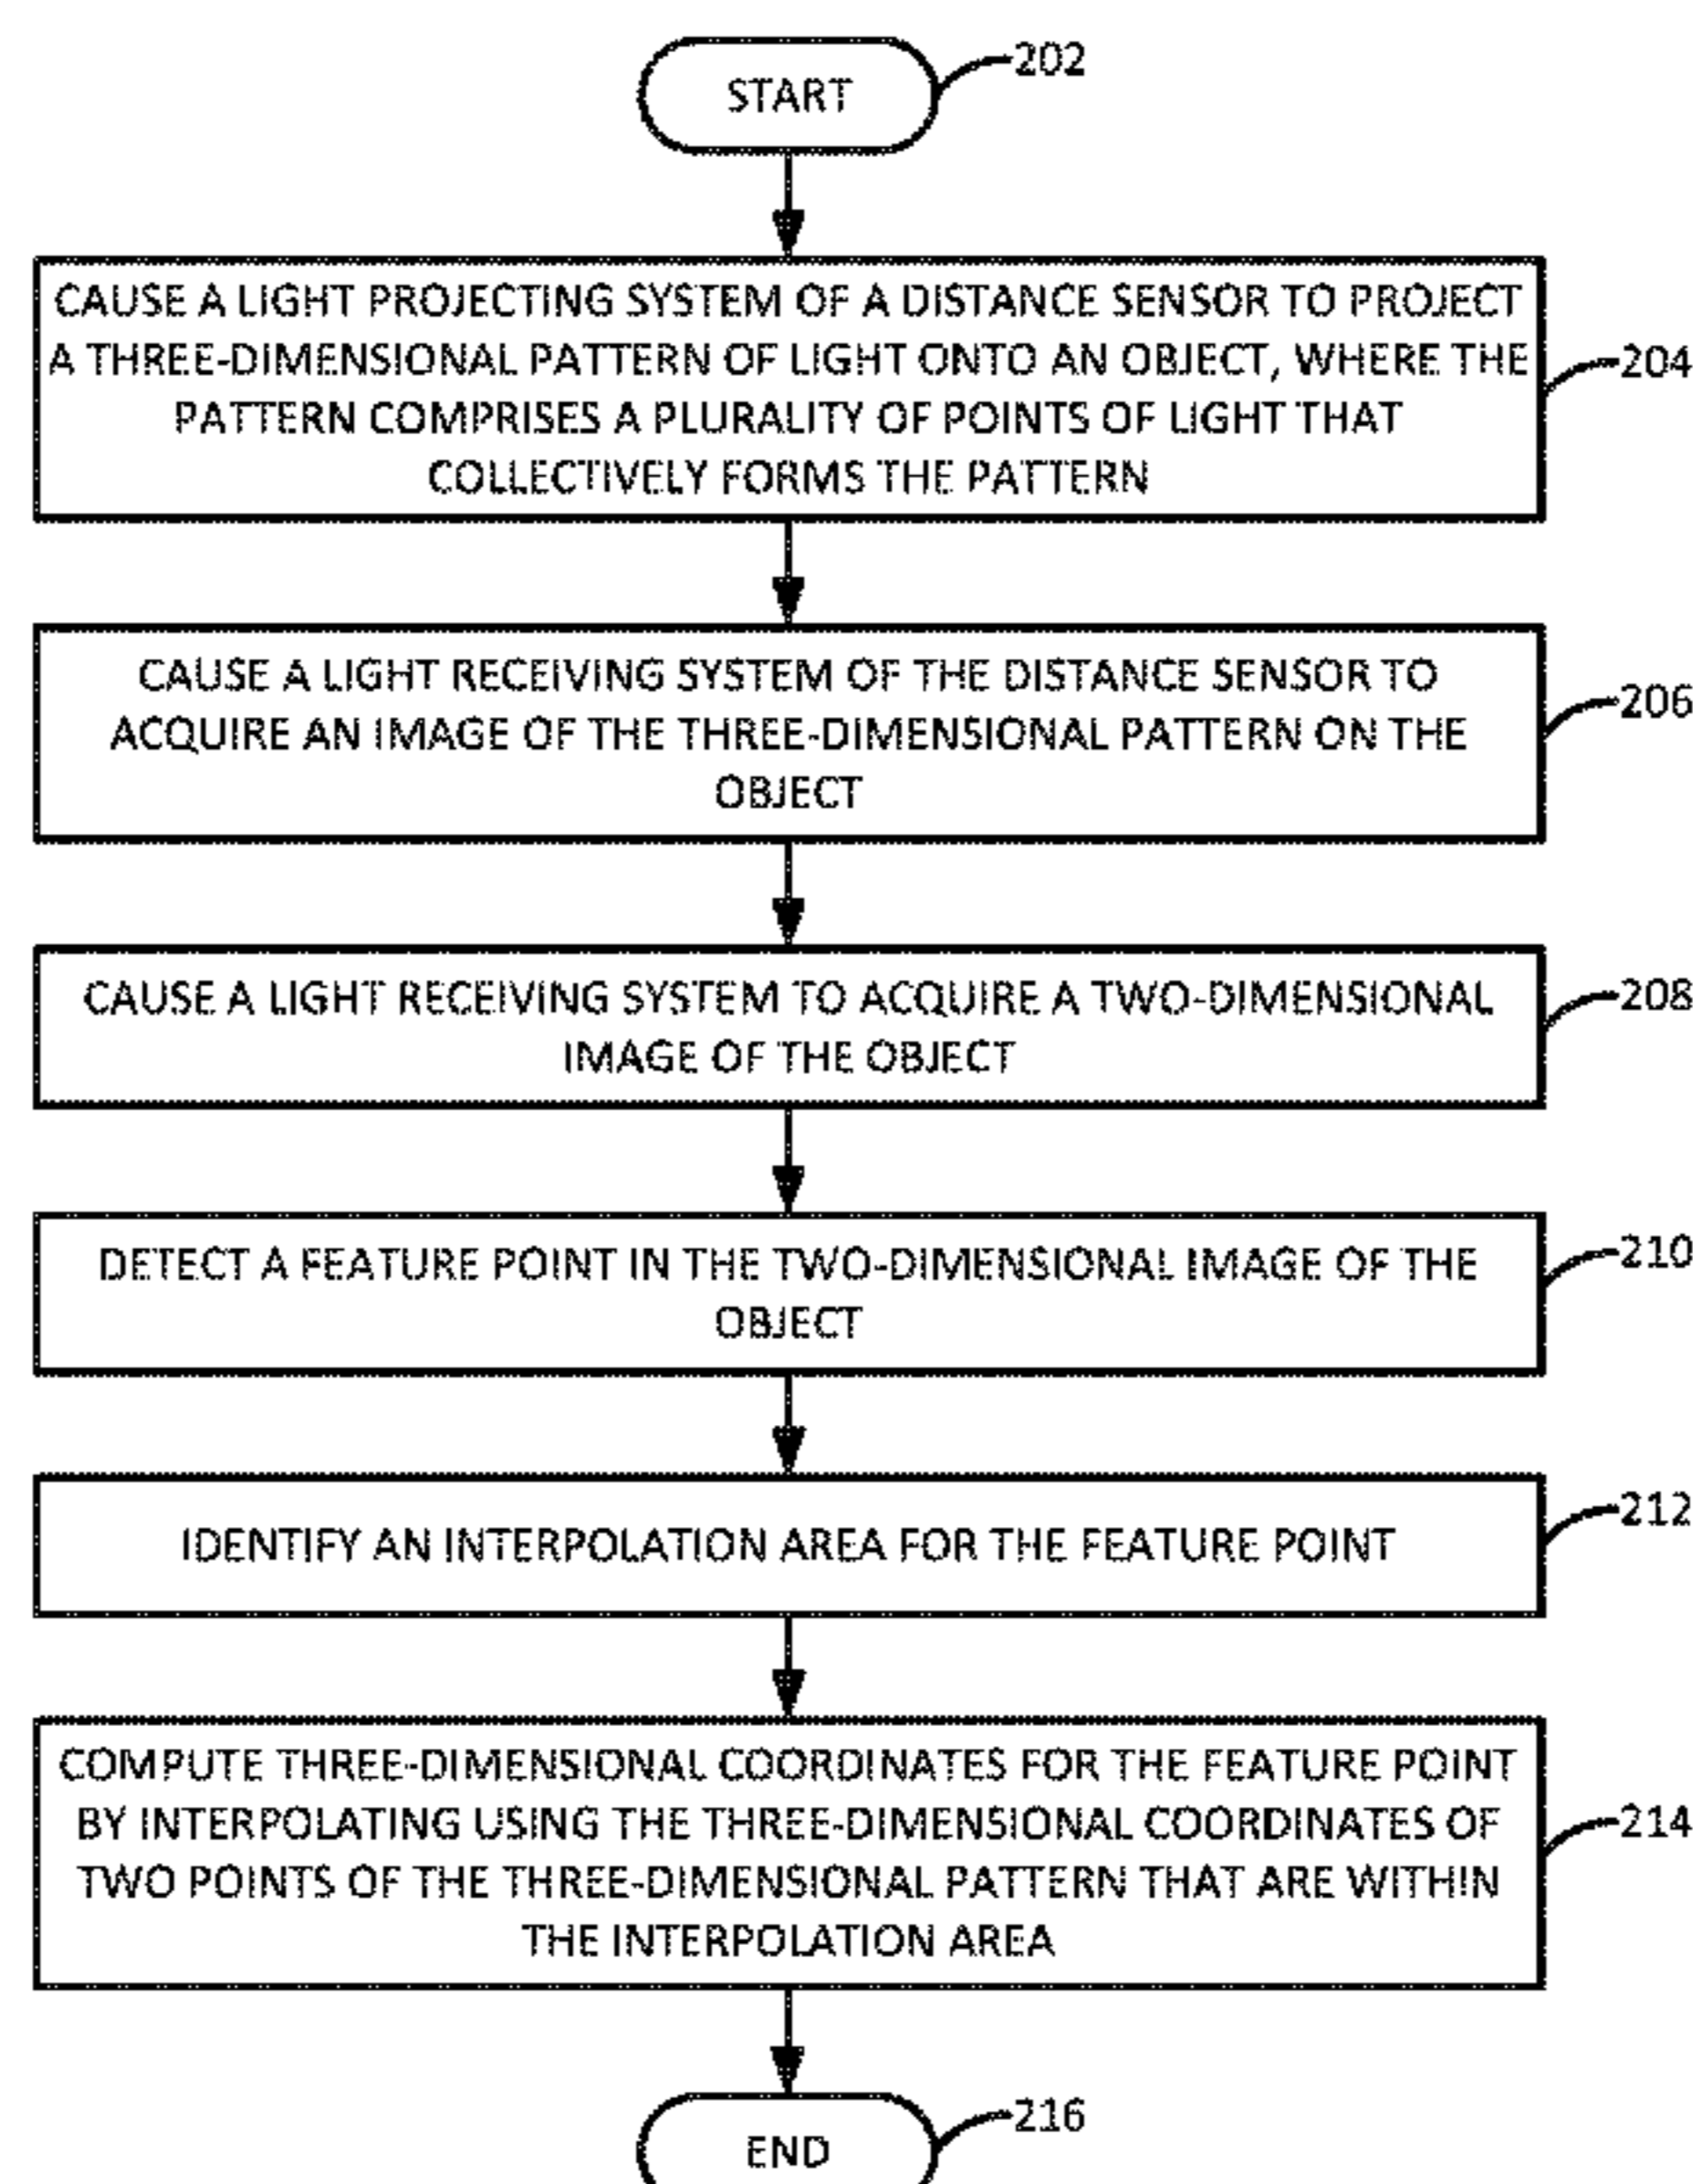 START
202
CAUSE A LIGHT PROJECTING SYSTEM OF A DISTANCE SENSOR TO PROJECT
A THREE-DIMENSIONAL PATTERN OF LIGHT ONTO AN OBJECT, WHERE THE
PATTERN COMPRISES A PLURALITY OF POINTS OF LIGHT THAT
COLLECTIVELY FORMS THE PATTERN
204
CAUSE A LIGHT RECEIVING SYSTEM OF THE DISTANCE SENSOR TO
ACQUIRE AN IMAGE OF THE THREE-DIMENSIONAL PATTERN ON THE
OBJECT
206
CAUSE A LIGHT RECEIVING SYSTEM TO ACQUIRE A TWO-DIMENSIONAL
IMAGE OF THE OBJECT
208
DETECT A FEATURE POINT IN THE TWO-DIMENSIONAL IMAGE OF THE
OBJECT
210
IDENTIFY AN INTERPOLATION AREA FOR THE FEATURE POINT
212
COMPUTE THREE-DIMENSIONAL COORDINATES FOR THE FEATURE POINT
BY INTERPOLATING USING THE THREE-DIMENSIONAL COORDINATES OF
TWO POINTS OF THE THREE-DIMENSIONAL PATTERN THAT ARE WITHIN
THE INTERPOLATION AREA
214
END
216